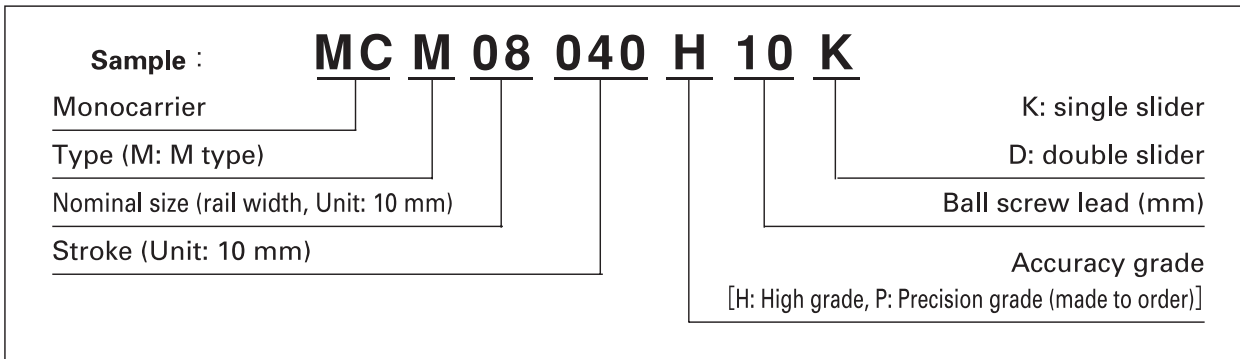 Sample : MC M 08 040 H 10 K
Monocarrier
Type (M: M type)
Nominal size (rail width, Unit: 10 mm)
Stroke (Unit: 10 mm)
K: single slider
D: double slider
Ball screw lead (mm)
Accuracy grade
[H: High grade, P: Precision grade (made to order)]